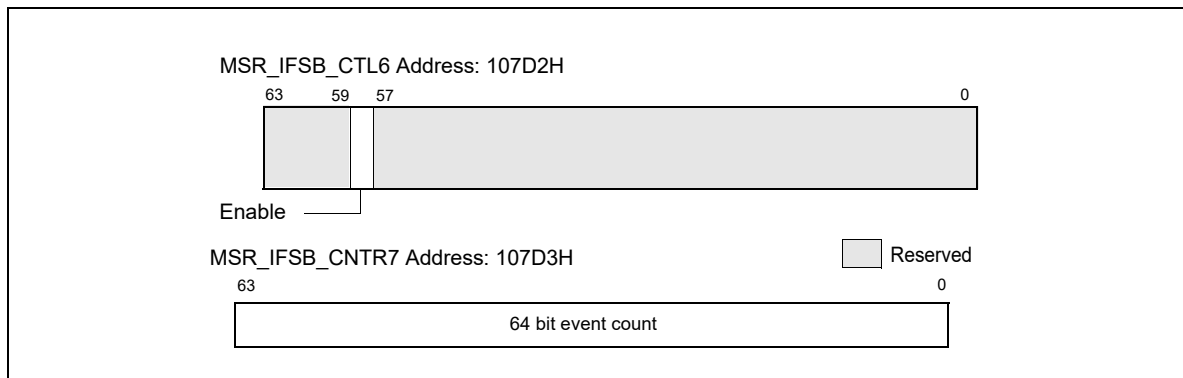 MSR_IFSB_CTL6 Address: 107D2H
63 59 57 0
Enable
MSR_IFSB_CNTR7 Address: 107D3H
Reserved
63 0
64 bit event count